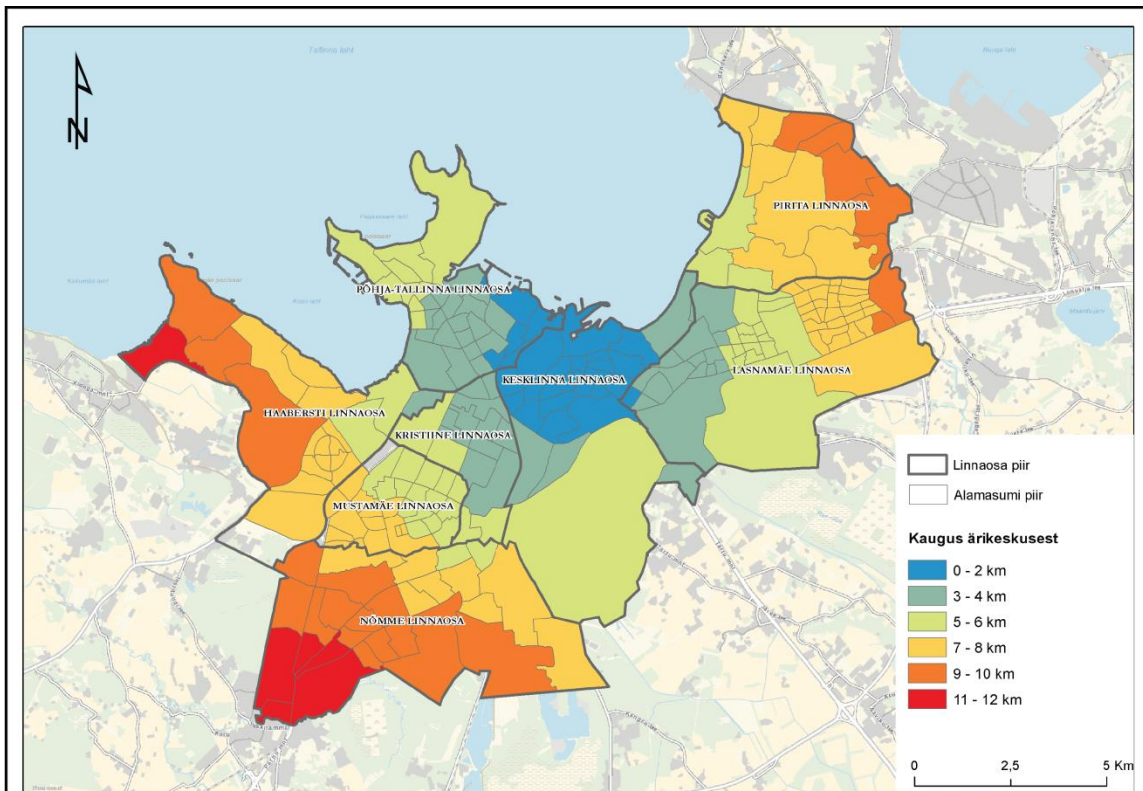 Tallinna laht
N
PIRITA LINNAOSA
PÕHJA-TALLINNA LINNAOSA
KESKLINNA LINNAOSA
LASNAMÄE LINNAOSA
HAABERSTI LINNAOSA
KRISTIINE LINNAOSA
MUSTAMÄE LINNAOSA
NÕMME LINNAOSA
Linnaosa piir
Alamasumi piir
Kaugus ärikeskusest
0 - 2 km
3 - 4 km
5 - 6 km
7 - 8 km
9 - 10 km
11 - 12 km
0
2,5
5 Km